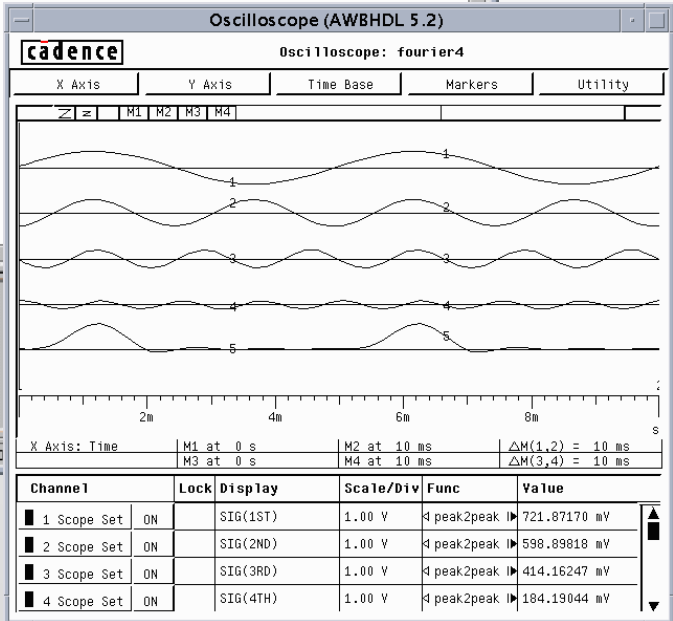 Oscilloscope (AWBHDL 5.2)
cadence Oscilloscope: fourier4
X Axis Y Axis Time Base Markers Utility
Z z M1 M2 M3 M4
1 1
2 2
3 3
4 4
5 5
2m 4m 6m 8m
s
X Axis: Time M1 at 0 s M2 at 10 ms △M(1,2) = 10 ms
M3 at 0 s M4 at 10 ms △M(3,4) = 10 ms
Channel Lock Display Scale/Div Func Value
1 Scope Set ON SIG(1ST) 1.00 V peak2peak 721.87170 mV
2 Scope Set ON SIG(2ND) 1.00 V peak2peak 598.89818 mV
3 Scope Set ON SIG(3RD) 1.00 V peak2peak 414.16247 mV
4 Scope Set ON SIG(4TH) 1.00 V peak2peak 184.19044 mV